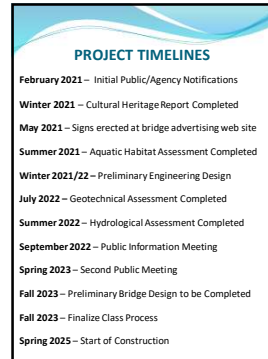 PROJECT TIMELINES
February 2021 – Initial Public/Agency Notifications
Winter 2021 – Cultural Heritage Report Completed
May 2021 – Signs erected at bridge advertising web site
Summer 2021 – Aquatic Habitat Assessment Completed
Winter 2021/22 – Preliminary Engineering Design
July 2022 – Geotechnical Assessment Completed
Summer 2022 – Hydrological Assessment Completed
September 2022 – Public Information Meeting
Spring 2023 – Second Public Meeting
Fall 2023 – Preliminary Bridge Design to be Completed
Fall 2023 – Finalize Class Process
Spring 2025 – Start of Construction